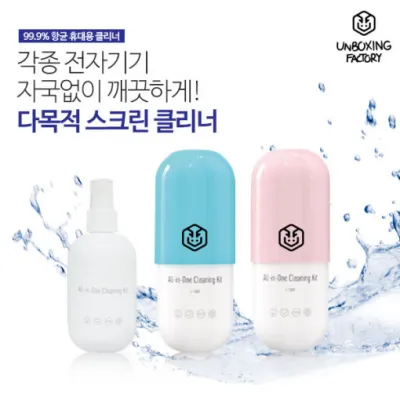 99.9% 항균 휴대용 클리너
각종 전자기기
자국없이 깨끗하게!
다목적 스크린 클리너
UNBOXING
FACTORY
All-in-One Cleaning Kit
All-in-One Cleaning Kit
All-in-One Cleaning Kit